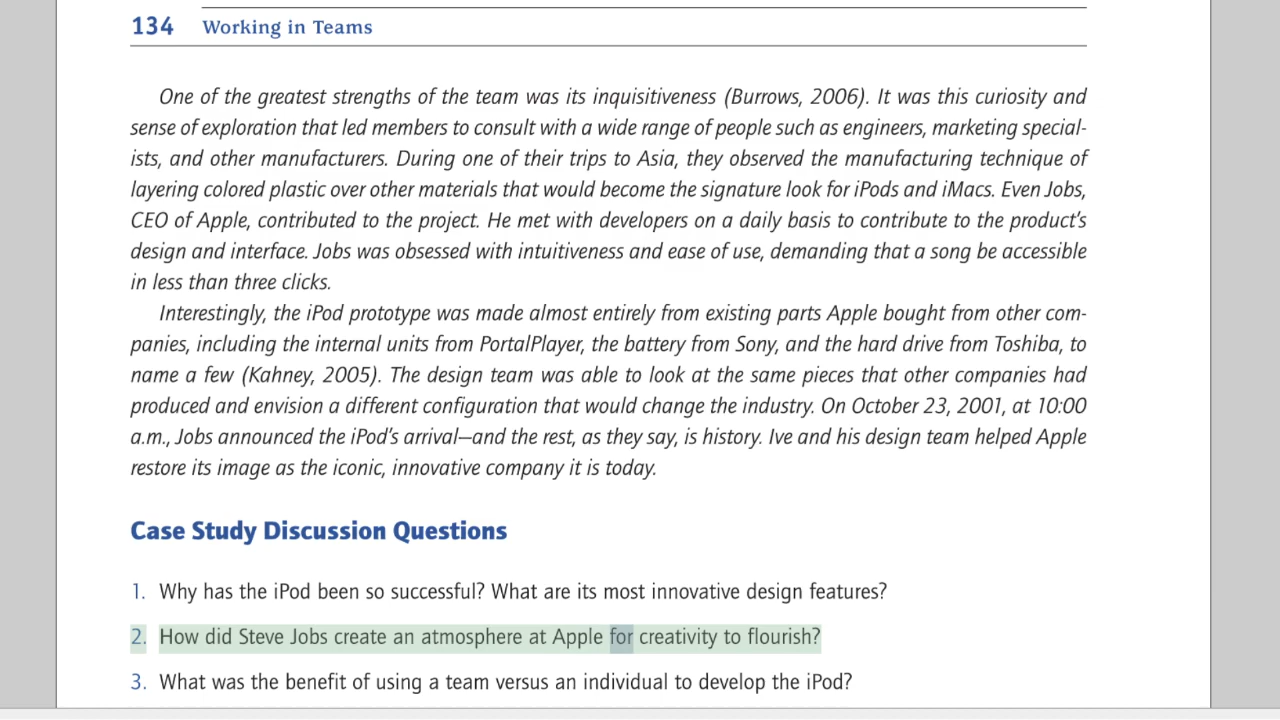 134 Working in Teams
One of the greatest strengths of the team was its inquisitiveness (Burrows, 2006). It was this curiosity and
sense of exploration that led members to consult with a wide range of people such as engineers, marketing special-
ists, and other manufacturers. During one of their trips to Asia, they observed the manufacturing technique of
layering colored plastic over other materials that would become the signature look for iPods and iMacs. Even Jobs,
CEO of Apple, contributed to the project. He met with developers on a daily basis to contribute to the product's
design and interface. Jobs was obsessed with intuitiveness and ease of use, demanding that a song be accessible
in less than three clicks.
Interestingly, the iPod prototype was made almost entirely from existing parts Apple bought from other com-
panies, including the internal units from PortalPlayer, the battery from Sony, and the hard drive from Toshiba, to
name a few (Kahney, 2005). The design team was able to look at the same pieces that other companies had
produced and envision a different configuration that would change the industry. On October 23, 2001, at 10:00
a.m., Jobs announced the iPod's arrival—and the rest, as they say, is history. Ive and his design team helped Apple
restore its image as the iconic, innovative company it is today.
Case Study Discussion Questions
1. Why has the iPod been so successful? What are its most innovative design features?
2. How did Steve Jobs create an atmosphere at Apple for creativity to flourish?
3. What was the benefit of using a team versus an individual to develop the iPod?